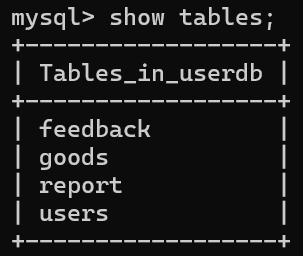 mysql> show tables;
+------------------+
| Tables_in_userdb |
+------------------+
| feedback         |
| goods            |
| report           |
| users            |
+------------------+